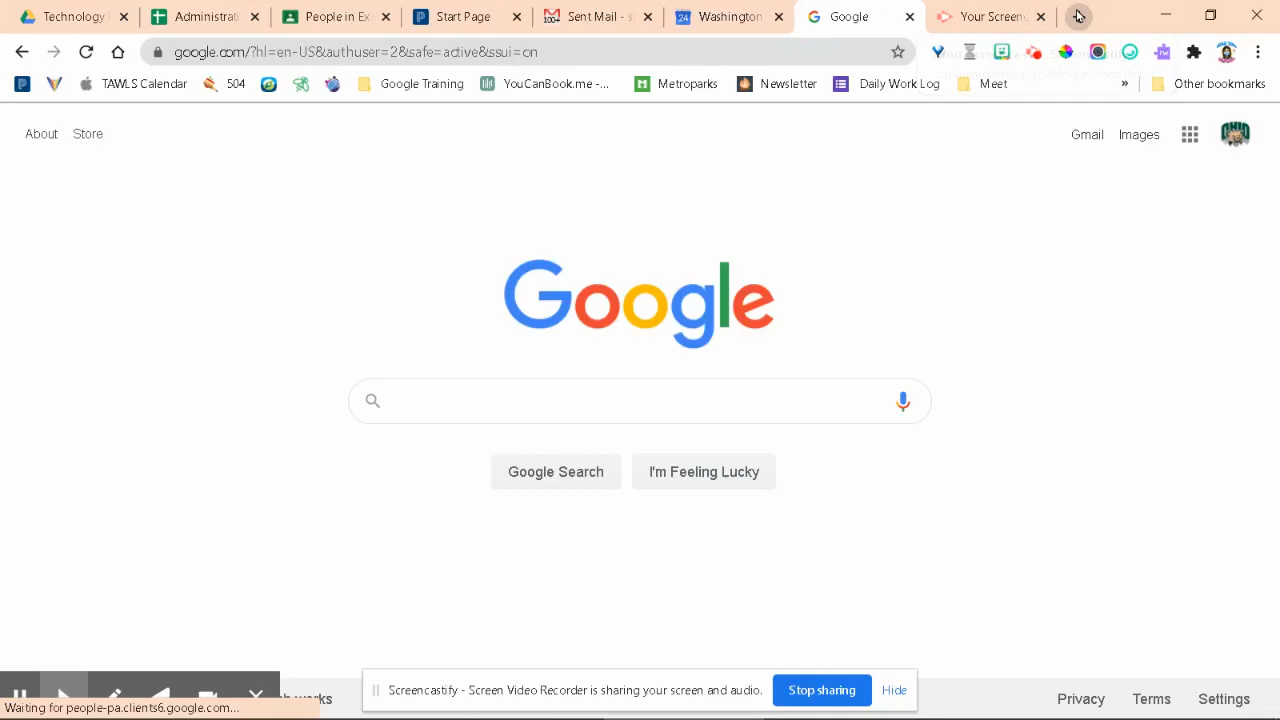 Technology
Administrati
People in Ex
Start Page
Sent Mail - s
Washington
Google
Your Screenc
google.com/?hl=en-US&authuser=2&safe=active&ssui=on
TAWLS Calendar
504
Google Training
YouCanBook.me -...
Metroparks
Newsletter
Daily Work Log
Meet
»
Other bookmarks
About
Store
Gmail
Images
OHIO
Google
Google Search
I'm Feeling Lucky
Screencastify - Screen Video Recorder is sharing your screen and audio.
Stop sharing
Hide
works
Privacy
Terms
Settings
Waiting for people-pa.clients6.google.com...